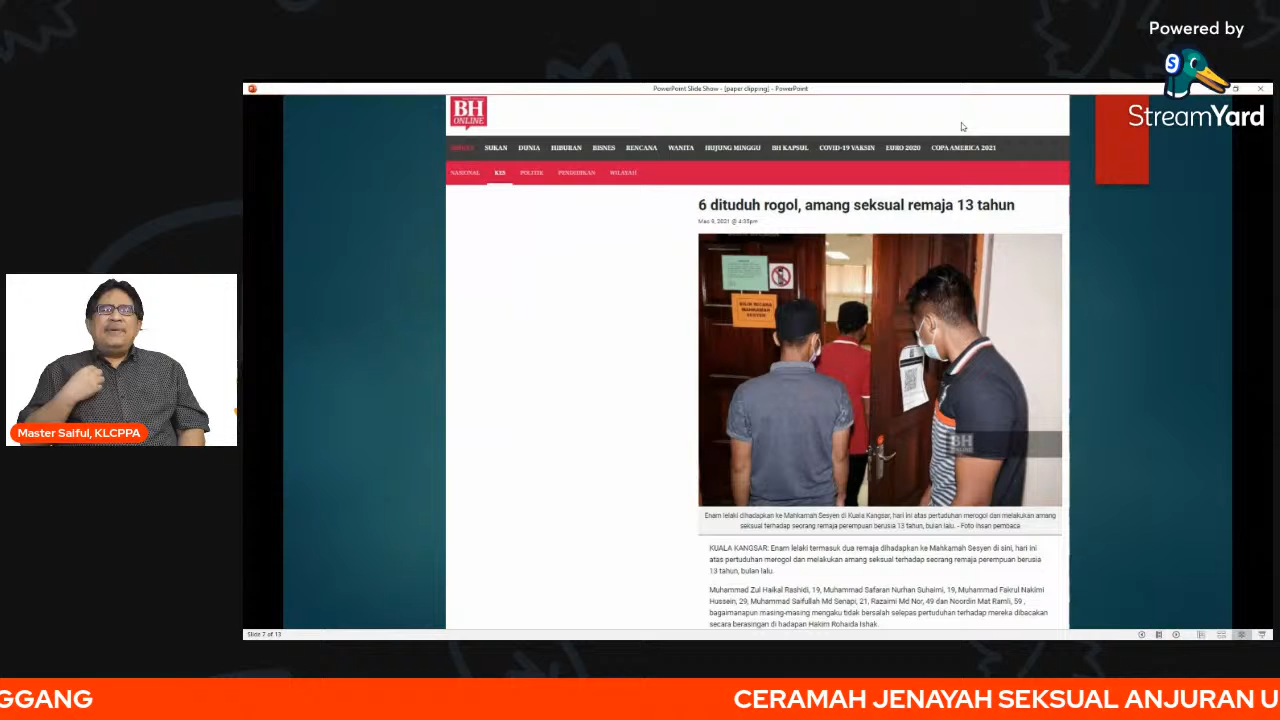 Powered by
StreamYard
PowerPoint Slide Show - [paper clipping] - PowerPoint
BH
ONLINE
SUKAN DUNIA HIBURAN BISNES RENCANA WANITA HUJUNG MINGGU BH KAPSUL COVID-19 VAKSIN EURO 2020 COPA AMERICA 2021
NASIONAL KES POLITIK PENDIDIKAN WILAYAH
6 dituduh rogol, amang seksual remaja 13 tahun
Mac 9, 2021 @ 4:35pm
BH
ONLINE
Enam lelaki dihadapkan ke Mahkamah Sesyen di Kuala Kangsar, hari ini atas pertuduhan merogol dan melakukan amang
seksual terhadap seorang remaja perempuan berusia 13 tahun, bulan lalu. - Foto ihsan pembaca
KUALA KANGSAR: Enam lelaki termasuk dua remaja dihadapkan ke Mahkamah Sesyen di sini, hari ini
atas pertuduhan merogol dan melakukan amang seksual terhadap seorang remaja perempuan berusia
13 tahun, bulan lalu.
Muhammad Zul Haikal Rashidi, 19, Muhammad Safaran Nurhan Suhaimi, 19, Muhammad Fakrul Nakimi
Hussein, 29, Muhammad Saifullah Md Senapi, 21, Razaimi Md Nor, 49 dan Noordin Mat Ramli, 59 ,
bagaimanapun masing-masing mengaku tidak bersalah selepas pertuduhan terhadap mereka dibacakan
secara berasingan di hadapan Hakim Rohaida Ishak.
Slide 7 of 13
Master Saiful, KLCPPA
GGANG
CERAMAH JENAYAH SEKSUAL ANJURAN U